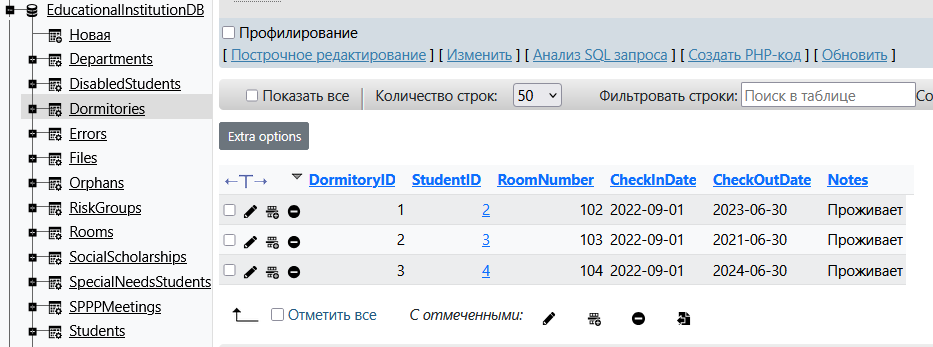 EducationalInstitutionDB
Новая
Departments
DisabledStudents
Dormitories
Errors
Files
Orphans
RiskGroups
Rooms
SocialScholarships
SpecialNeedsStudents
SPPPMeetings
Students
Профилирование
[ Построчное редактирование ] [ Изменить ] [ Анализ SQL запроса ] [ Создать PHP-код ] [ Обновить ]
Показать все Количество строк: 50 Фильтровать строки: Поиск в таблице Со
Extra options
←T→ DormitoryID StudentID RoomNumber CheckInDate CheckOutDate Notes
1 2 102 2022-09-01 2023-06-30 Проживает
2 3 103 2022-09-01 2021-06-30 Проживает
3 4 104 2022-09-01 2024-06-30 Проживает
Отметить все С отмеченными: